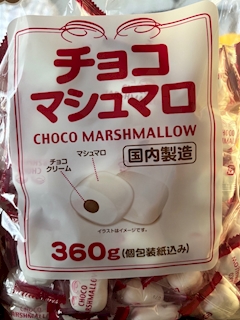 チョコ
マシュマロ
CHOCO MARSHMALLOW
マシュマロ
国内製造
チョコ
クリーム
イラストはイメージです。
360g(個包装紙込み)
CHOCO
MARSHMALLOW